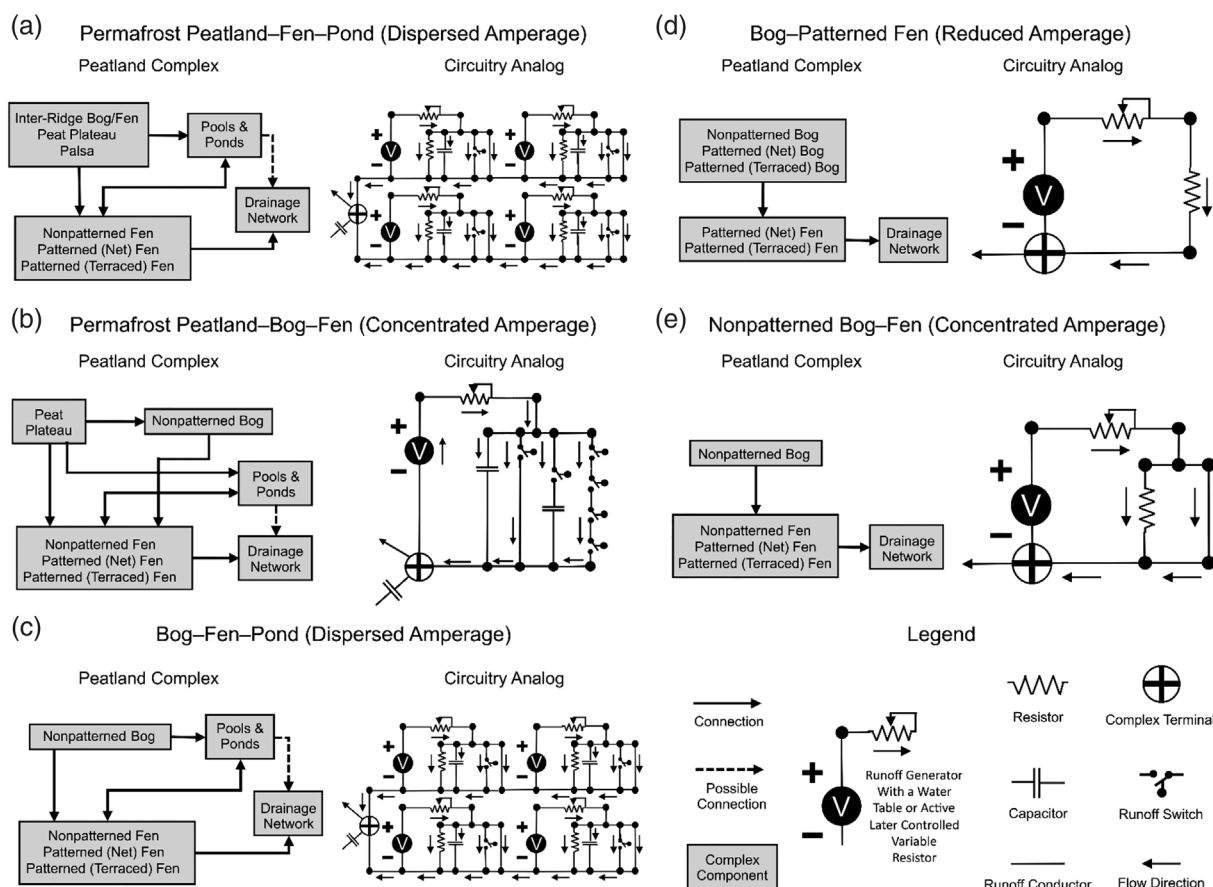 (a)
Permafrost Peatland–Fen–Pond (Dispersed Amperage)
Peatland Complex
Circuitry Analog
Inter-Ridge Bog/Fen
Peat Plateau
Palsa
Pools &
Ponds
Drainage
Network
Nonpatterned Fen
Patterned (Net) Fen
Patterned (Terraced) Fen
+
V
–
+
V
–
+
V
–
+
V
–
(b)
Permafrost Peatland–Bog–Fen (Concentrated Amperage)
Peatland Complex
Circuitry Analog
Peat
Plateau
Nonpatterned Bog
Pools &
Ponds
Nonpatterned Fen
Patterned (Net) Fen
Patterned (Terraced) Fen
Drainage
Network
+
V
–
(c)
Bog–Fen–Pond (Dispersed Amperage)
Peatland Complex
Circuitry Analog
Nonpatterned Bog
Pools &
Ponds
Drainage
Network
Nonpatterned Fen
Patterned (Net) Fen
Patterned (Terraced) Fen
+
V
–
+
V
–
+
V
–
+
V
–
(d)
Bog–Patterned Fen (Reduced Amperage)
Peatland Complex
Circuitry Analog
Nonpatterned Bog
Patterned (Net) Bog
Patterned (Terraced) Bog
Patterned (Net) Fen
Patterned (Terraced) Fen
Drainage
Network
+
V
–
(e)
Nonpatterned Bog–Fen (Concentrated Amperage)
Peatland Complex
Circuitry Analog
Nonpatterned Bog
Nonpatterned Fen
Patterned (Net) Fen
Patterned (Terraced) Fen
Drainage
Network
+
V
–
Legend
Connection
Possible
Connection
Complex
Component
+
V
–
Runoff Generator
With a Water
Table or Active
Later Controlled
Variable
Resistor
Resistor
Complex Terminal
Capacitor
Runoff Switch
Runoff Conductor
Flow Direction